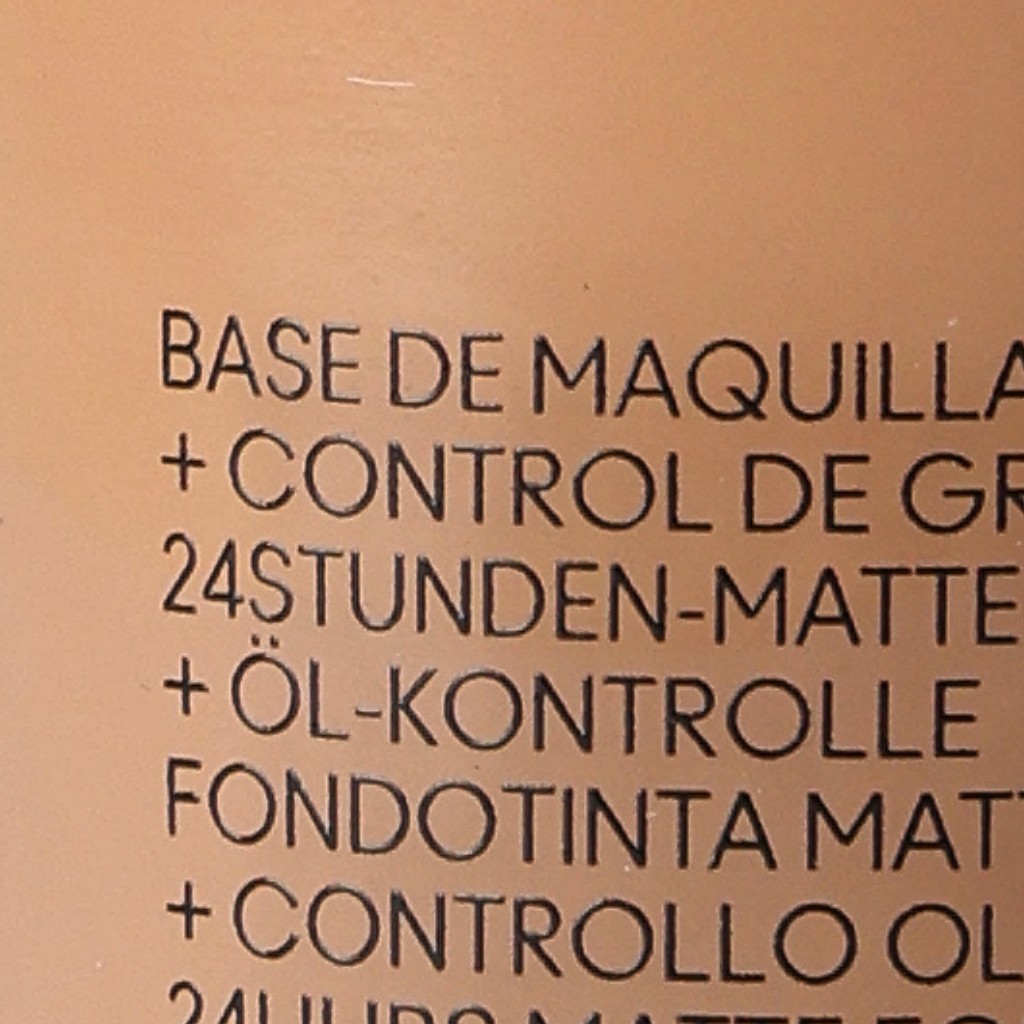 BASE DE MAQUILLA
+ CONTROL DE GR
24STUNDEN-MATTE
+ ÖL-KONTROLLE
FONDOTINTA MATT
+ CONTROLLO OL